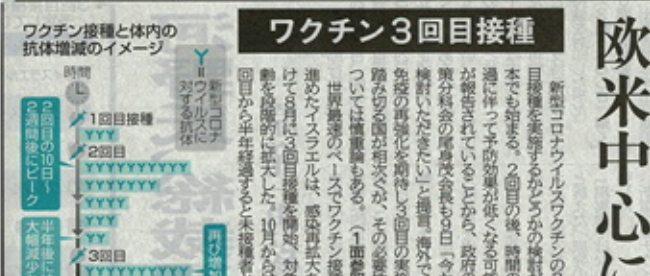 欧米中心に
ワクチン3回目接種
新型コロナウイルスワクチンの
目接種を実施するかどうかの検討
本でも始まる。2回目の後、時間
過に伴って予防効果が低くなる可
が報告されていることから、政府
策分科会の尾身茂会長も9日「今
検討いただきたい」と提言。海外で
免疫の再強化を期待し3回目の実
踏み切る国が相次ぐが、その必要
ついては慎重論もある。（1面参
世界最速のペースでワクチン接
進めたイスラエルは、感染再拡大
けて8月に3回目接種を開始、対
齢を段階的に拡大した。10月から
回目から半年経過すると未接種者
ワクチン接種と体内の
抗体増減のイメージ
Y=新型コロナ
ウイルスに
対する抗体
時間
1回目接種
2回目
2回目の10日〜
2週間後にピーク
半年後に
大幅減少
3回目
再び増